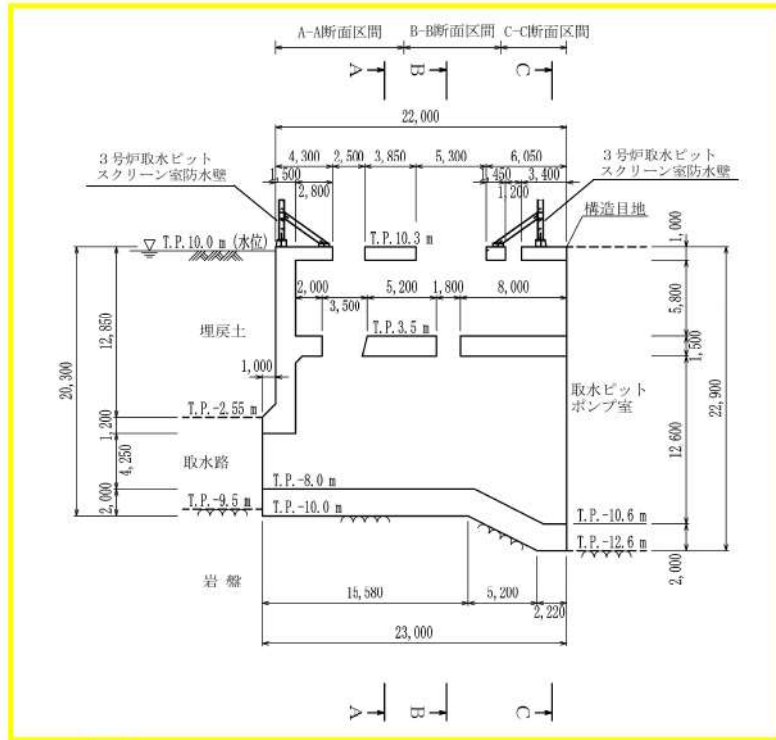 A-A断面区間 B-B断面区間 C-C断面区間
A B C
22,000
4,300 2,500 3,850 5,300 6,050
1,500 1,450 3,400
2,800 1,200
3号炉取水ピット
スクリーン室防水壁
3号炉取水ピット
スクリーン室防水壁
構造目地
T.P.10.0 m (水位)
T.P.10.3 m
1,000
2,000 5,200 1,800 8,000
3,500
5,800
12,850
埋戻土
T.P.3.5 m
1,500
1,000
20,300
取水ピット
ポンプ室
22,900
T.P.-2.55 m
1,200
12,600
取水路
4,250
T.P.-8.0 m
T.P.-9.5 m
T.P.-10.0 m
2,000
T.P.-10.6 m
T.P.-12.6 m
2,000
岩盤
15,580 5,200
2,220
23,000
A B C